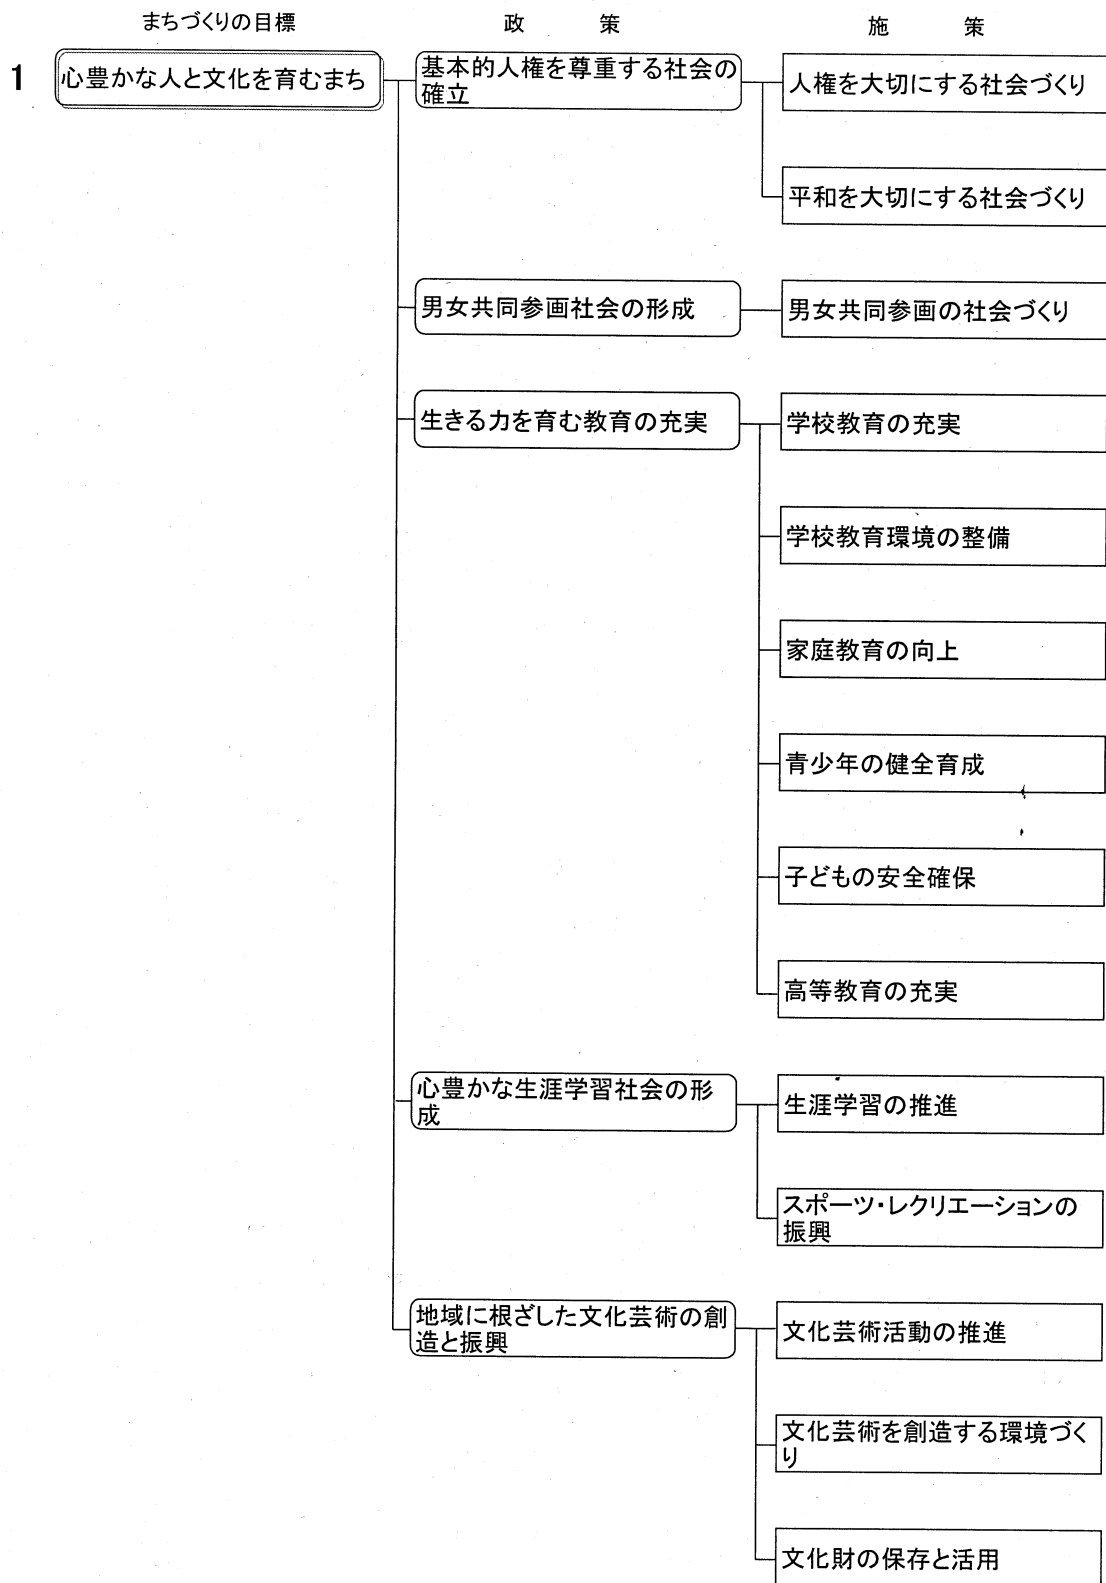 まちづくりの目標
政　　策
施　　策
1
心豊かな人と文化を育むまち
基本的人権を尊重する社会の
確立
人権を大切にする社会づくり
平和を大切にする社会づくり
男女共同参画社会の形成
男女共同参画の社会づくり
生きる力を育む教育の充実
学校教育の充実
学校教育環境の整備
家庭教育の向上
青少年の健全育成
子どもの安全確保
高等教育の充実
心豊かな生涯学習社会の形
成
生涯学習の推進
スポーツ・レクリエーションの
振興
地域に根ざした文化芸術の創
造と振興
文化芸術活動の推進
文化芸術を創造する環境づく
り
文化財の保存と活用